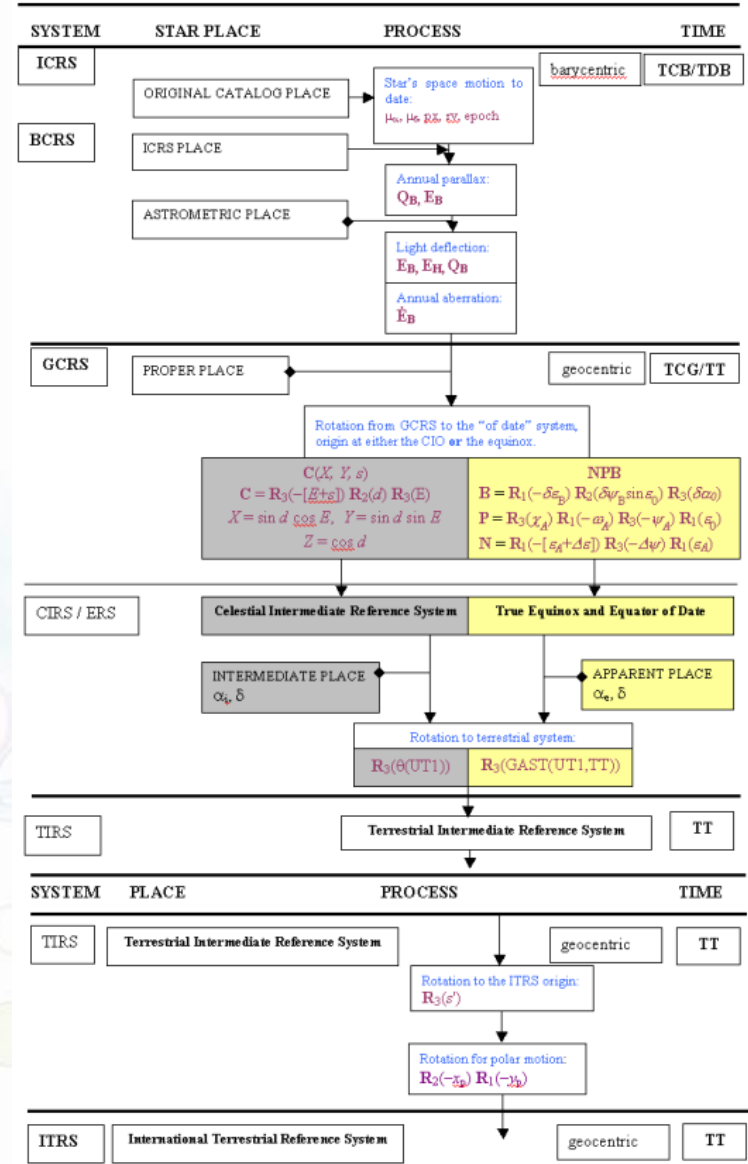 SYSTEM STAR PLACE PROCESS TIME
ICRS
barycentric TCB/TDB
ORIGINAL CATALOG PLACE
Star's space motion to
date:
μα, μδ, px, rv, epoch
BCRS
ICRS PLACE
Annual parallax:
QB, EB
ASTROMETRIC PLACE
Light deflection:
EB, EH, QB
Annual aberration:
ĖB
GCRS
PROPER PLACE
geocentric TCG/TT
Rotation from GCRS to the "of date" system,
origin at either the CIO or the equinox.
C(X, Y, s)
C = R3(-[E+s]) R2(d) R3(E)
X = sin d cos E, Y = sin d sin E
Z = cos d
NPB
B = R1(-δεB) R2(δψB sin ε0) R3(δα0)
P = R3(χA) R1(-ωA) R3(-ψA) R1(ε0)
N = R1(-[εA+Δε]) R3(-Δψ) R1(εA)
CIRS / ERS
Celestial Intermediate Reference System
True Equinox and Equator of Date
INTERMEDIATE PLACE
αi, δ
APPARENT PLACE
αe, δ
Rotation to terrestrial system:
R3(θ(UT1)) R3(GAST(UT1,TT))
TIRS
Terrestrial Intermediate Reference System
TT
SYSTEM PLACE PROCESS TIME
TIRS
Terrestrial Intermediate Reference System
geocentric TT
Rotation to the ITRS origin:
R3(s')
Rotation for polar motion:
R2(-xp) R1(-yp)
ITRS
International Terrestrial Reference System
geocentric TT